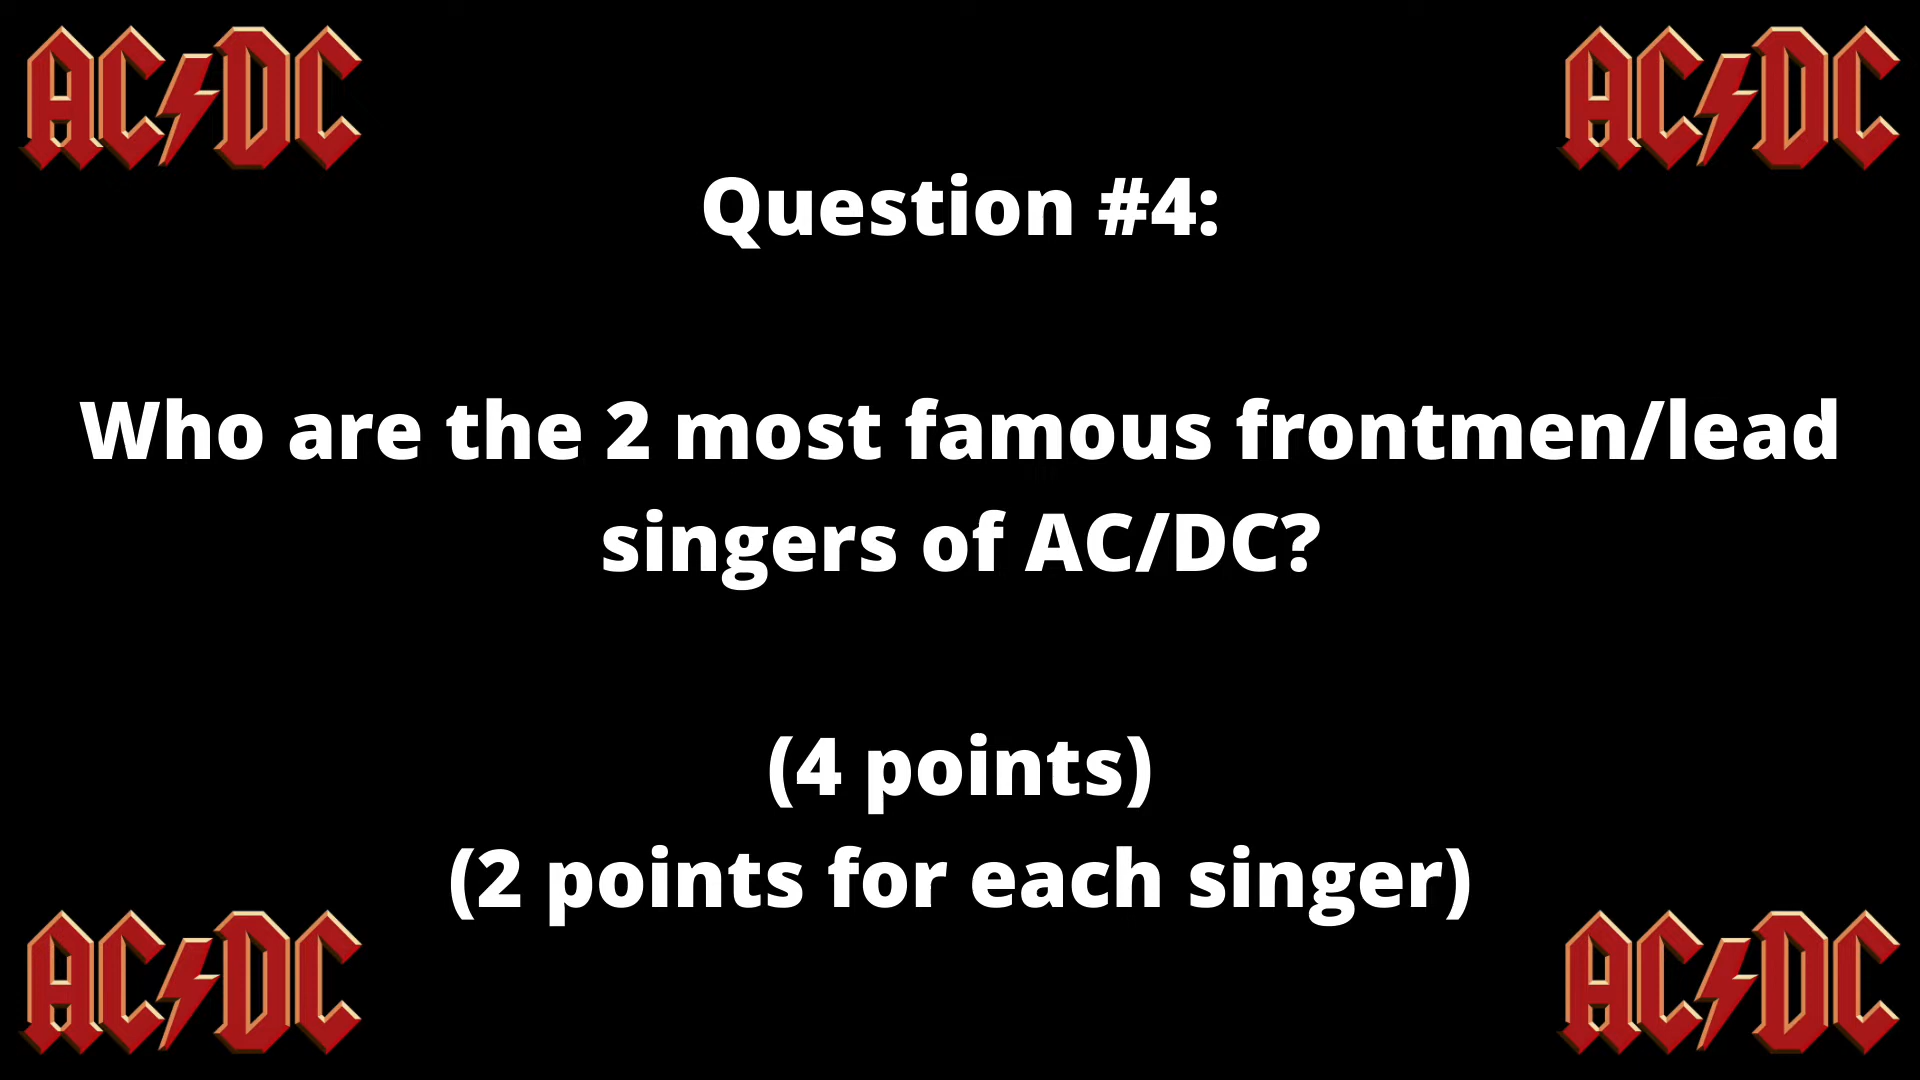 AC⚡DC
AC⚡DC
Question #4:
Who are the 2 most famous frontmen/lead
singers of AC/DC?
(4 points)
(2 points for each singer)
AC⚡DC
AC⚡DC